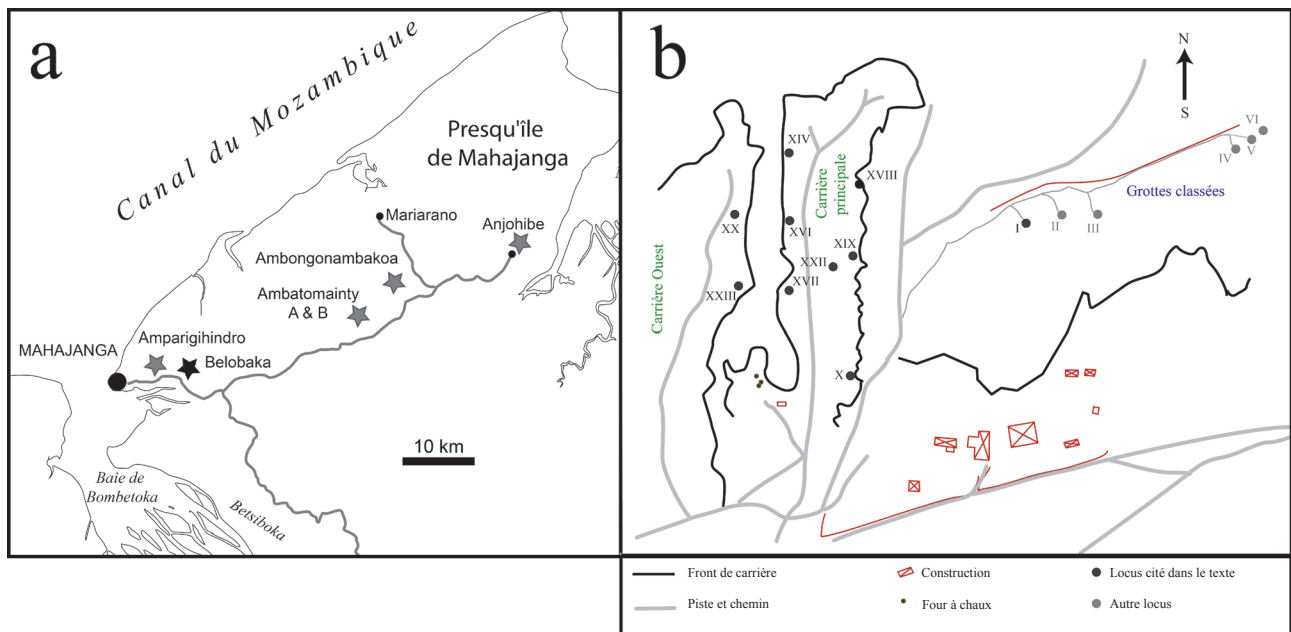 a
Canal du Mozambique
Presqu'île
de Mahajanga
Mariarano
Anjohibe
Ambongonambakoa
Ambatomainty
A & B
Amparigihindro
MAHAJANGA
Belobaka
10 km
Baie de
Bombetoka
Betsiboka
b
N
S
XIV
XVIII
XX
XVI
XIX
XXII
XXIII
XVII
X
Carrière Ouest
Carrière
principale
VI
V
IV
Grottes classées
I
II
III
Front de carrière
Construction
Locus cité dans le texte
Piste et chemin
Four à chaux
Autre locus